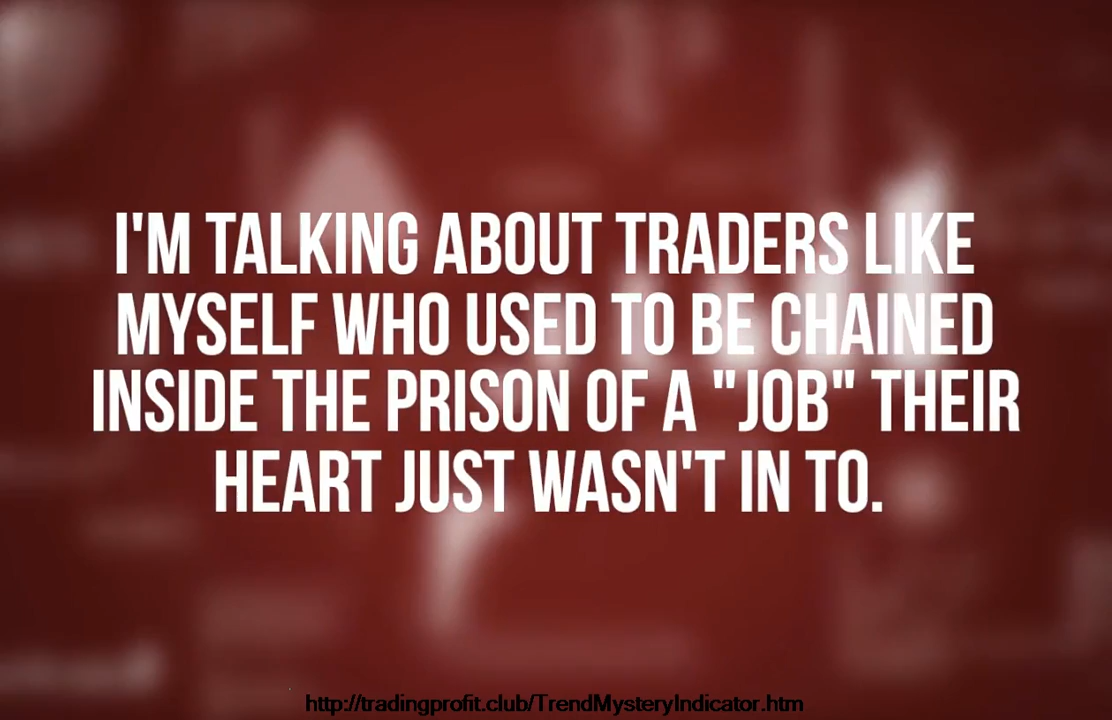 I'M TALKING ABOUT TRADERS LIKE
MYSELF WHO USED TO BE CHAINED
INSIDE THE PRISON OF A "JOB" THEIR
HEART JUST WASN'T IN TO.
http://tradingprofit.club/TrendMysteryIndicator.htm